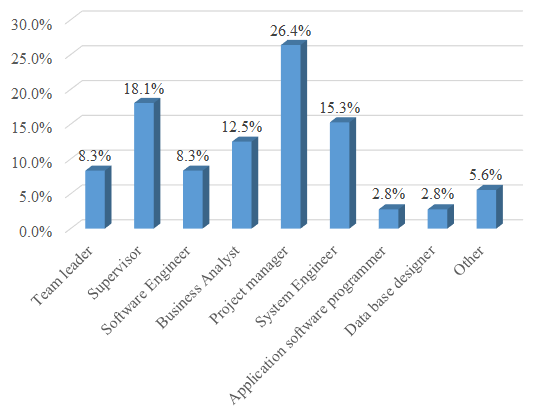 30.0%
25.0%
20.0%
15.0%
10.0%
5.0%
0.0%
8.3%
18.1%
8.3%
12.5%
26.4%
15.3%
2.8%
2.8%
5.6%
Team leader
Supervisor
Software Engineer
Business Analyst
Project manager
System Engineer
Application software programmer
Data base designer
Other